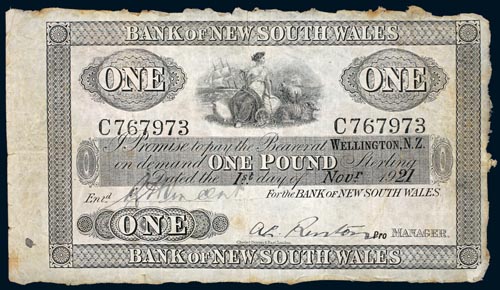 BANK OF NEW SOUTH WALES
ONE ONE
C767973 C767973
I Promise to pay the Bearer at WELLINGTON, N.Z.
on demand ONE POUND Sterling
Dated the 1st day of Novr 1921
Entd For the BANK OF NEW SOUTH WALES.
ONE
pro MANAGER.
BANK OF NEW SOUTH WALES